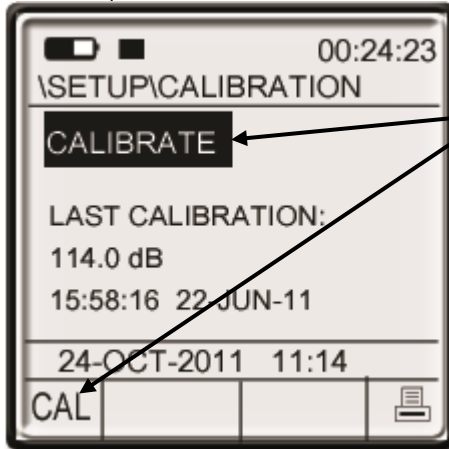 00:24:23
\SETUP\CALIBRATION
CALIBRATE
LAST CALIBRATION:
114.0 dB
15:58:16 22-JUN-11
24-OCT-2011 11:14
CAL